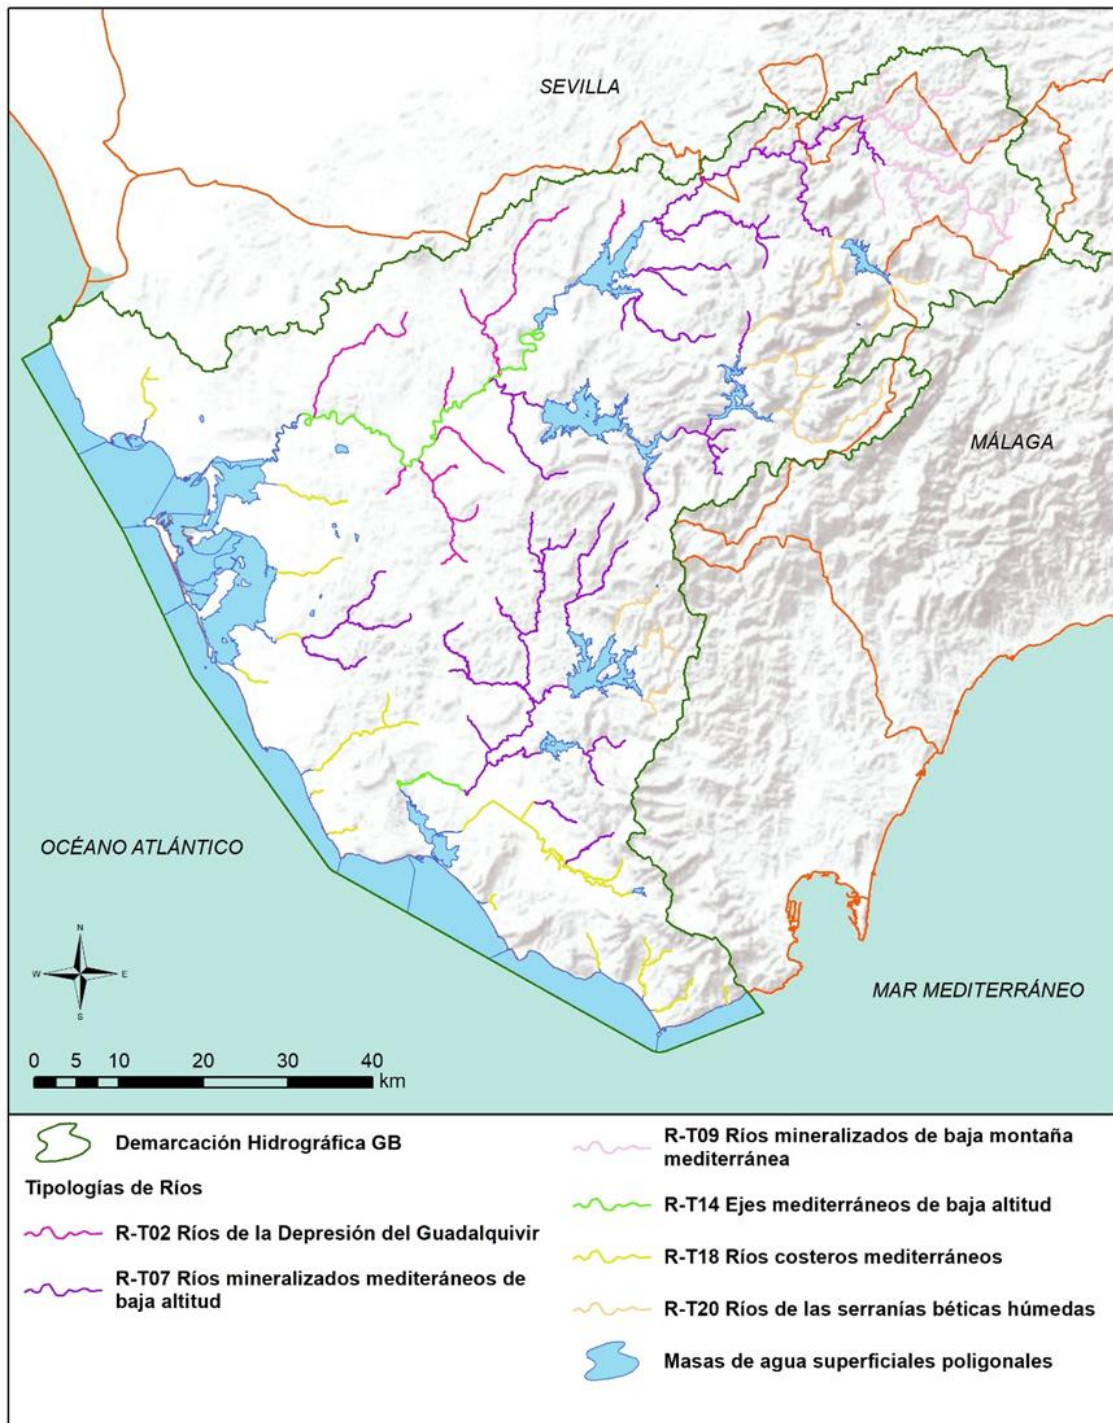 SEVILLA
MÁLAGA
OCÉANO ATLÁNTICO
MAR MEDITERRÁNEO
N
W
E
S
0 5 10 20 30 40
km
Demarcación Hidrográfica GB
Tipologías de Ríos
R-T02 Ríos de la Depresión del Guadalquivir
R-T07 Ríos mineralizados mediteráneos de
baja altitud
R-T09 Ríos mineralizados de baja montaña
mediterránea
R-T14 Ejes mediterráneos de baja altitud
R-T18 Ríos costeros mediterráneos
R-T20 Ríos de las serranías béticas húmedas
Masas de agua superficiales poligonales